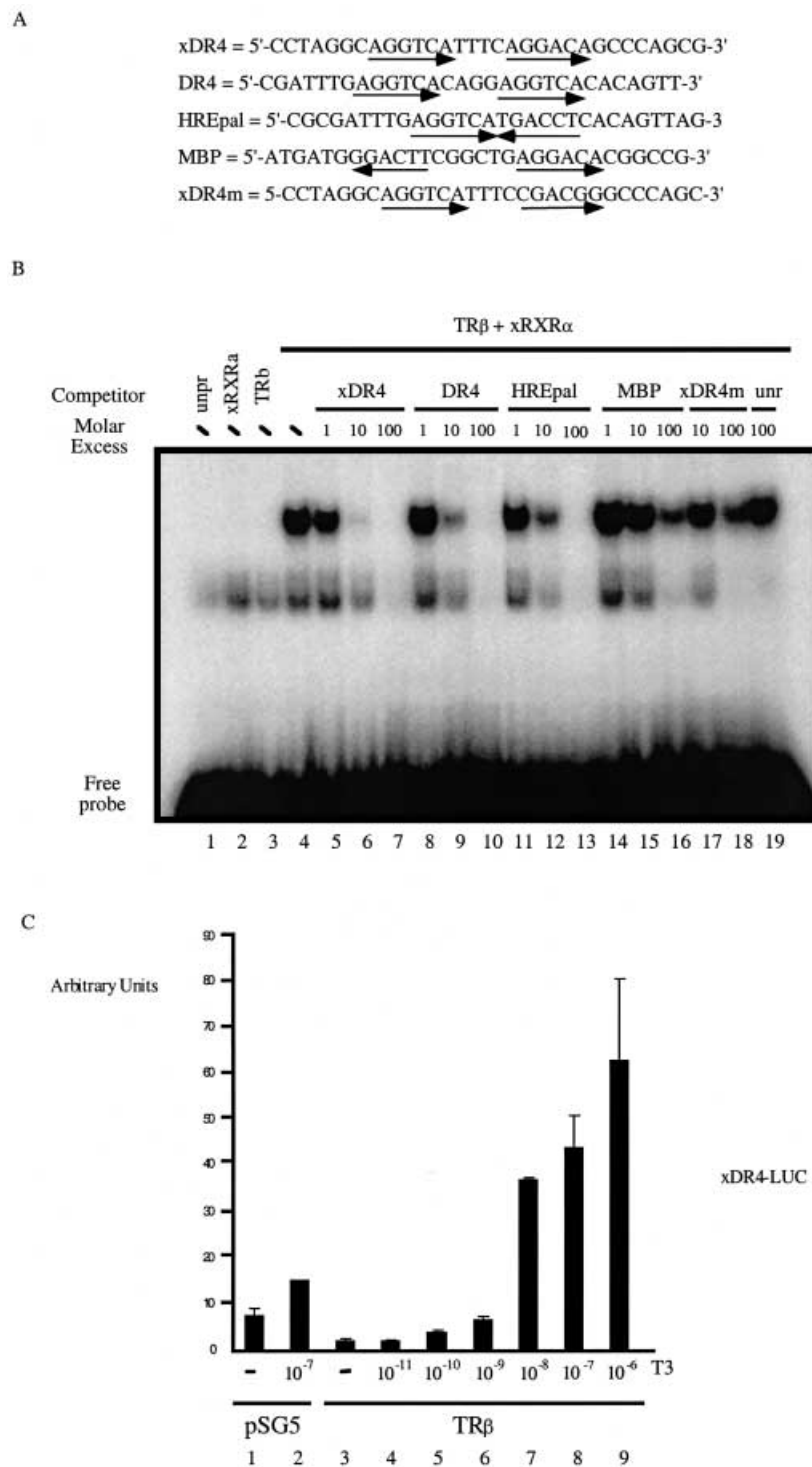 A
xDR4 = 5'-CCTAGGCAGGTCATTTCAGGACAGCCCAGCG-3'
DR4 = 5'-CGATTTGAGGTCACAGGAGGTCACACAGTT-3'
HREpal = 5'-CGCGATTTGAGGTCATGACCTCACAGTTAG-3
MBP = 5'-ATGATGGGACTTCGGCTGAGGACACGGCCG-3'
xDR4m = 5-CCTAGGCAGGTCATTTCCGACGGGCCCAGC-3'
B
TRβ + xRXRα
unpr xRXRa TRb
Competitor xDR4 DR4 HREpal MBP xDR4m unr
Molar Excess 1 10 100 1 10 100 1 10 100 1 10 100 10 100 100
Free probe
1 2 3 4 5 6 7 8 9 10 11 12 13 14 15 16 17 18 19
C
Arbitrary Units
90
80
70
60
50
40
30
20
10
0
xDR4-LUC
– 10-7 – 10-11 10-10 10-9 10-8 10-7 10-6 T3
pSG5 TRβ
1 2 3 4 5 6 7 8 9